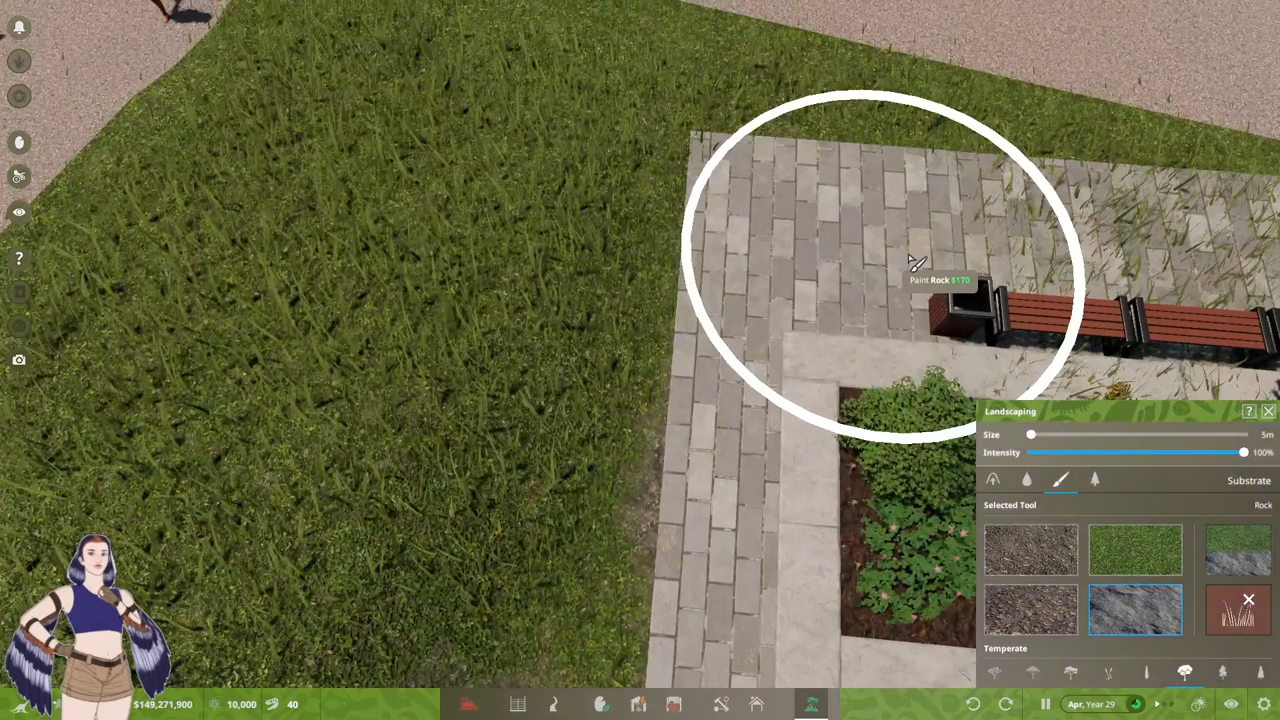 Paint Rock $170
Landscaping
?
Size 5m
Intensity 100%
Substrate
Selected Tool Rock
Temperate
?
$149,271,900 10,000 40
Apr, Year 29